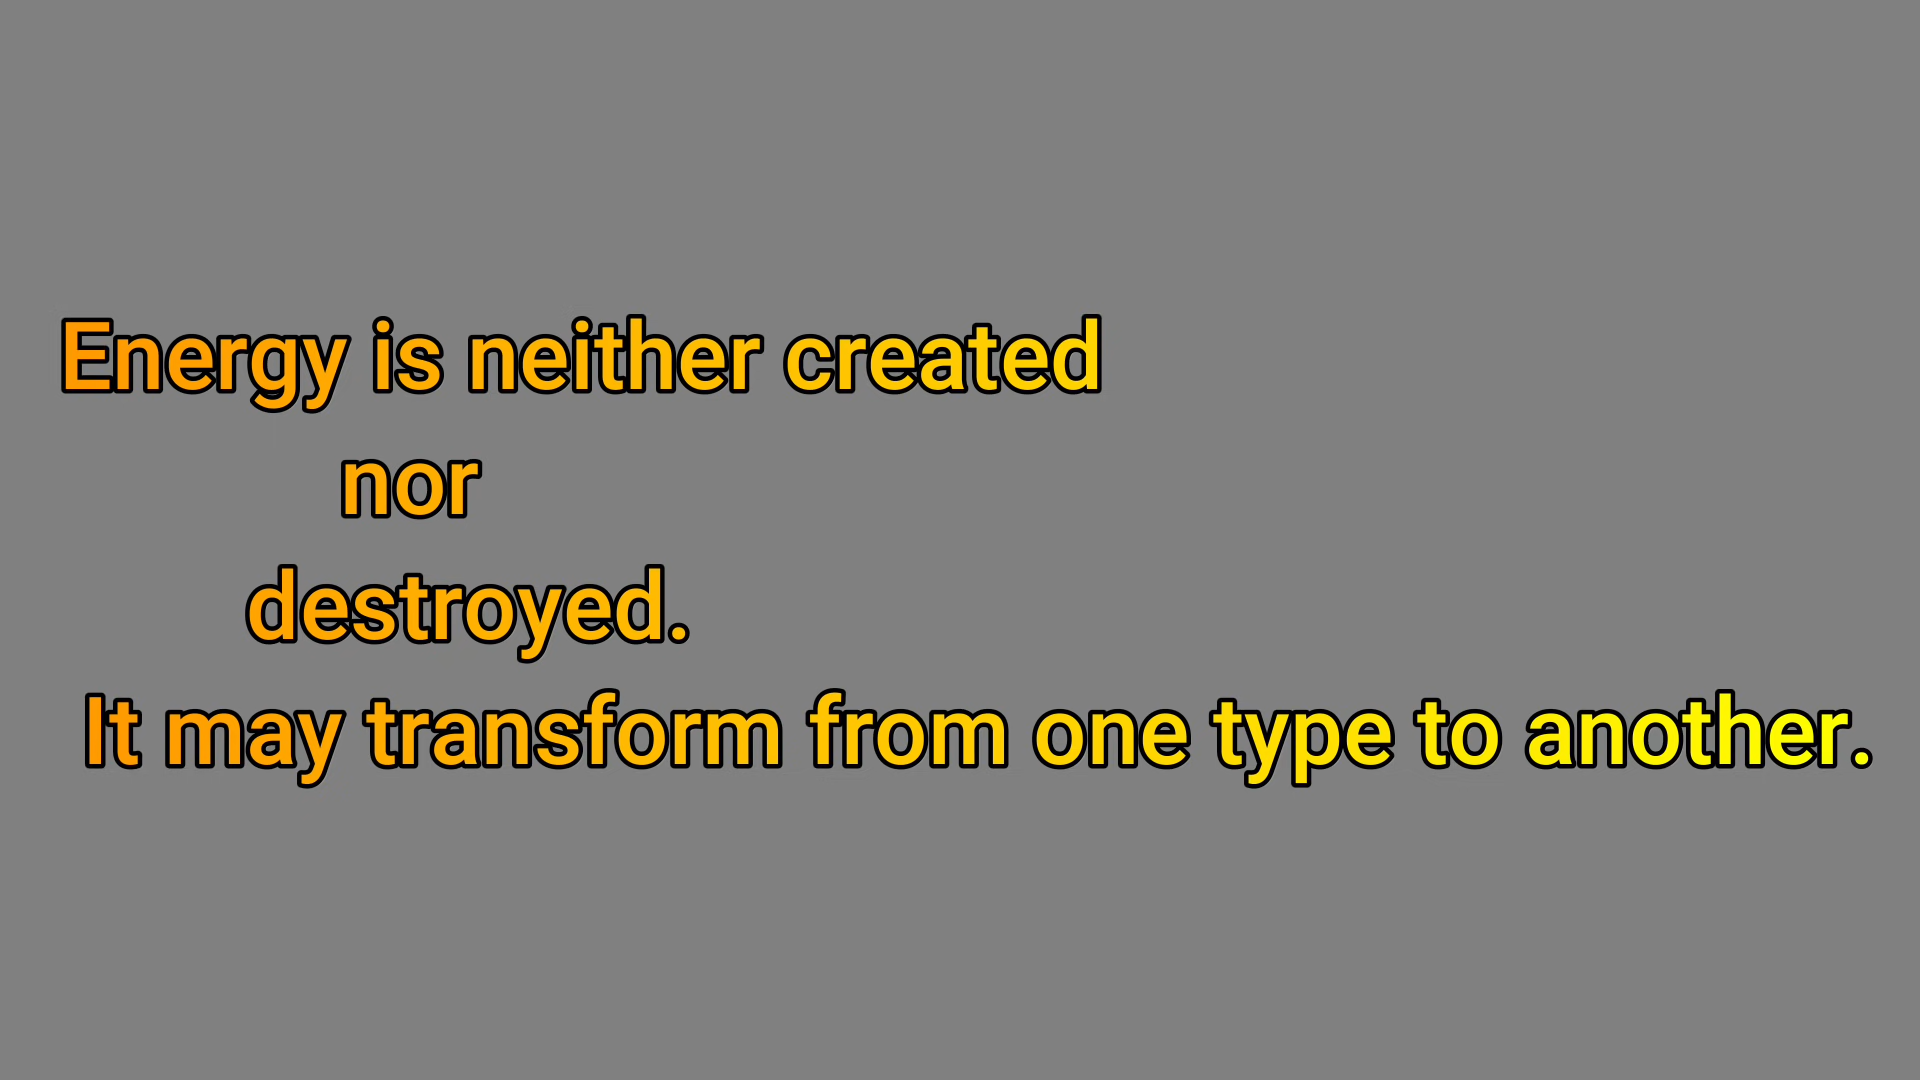 Energy is neither created
nor
destroyed.
It may transform from one type to another.